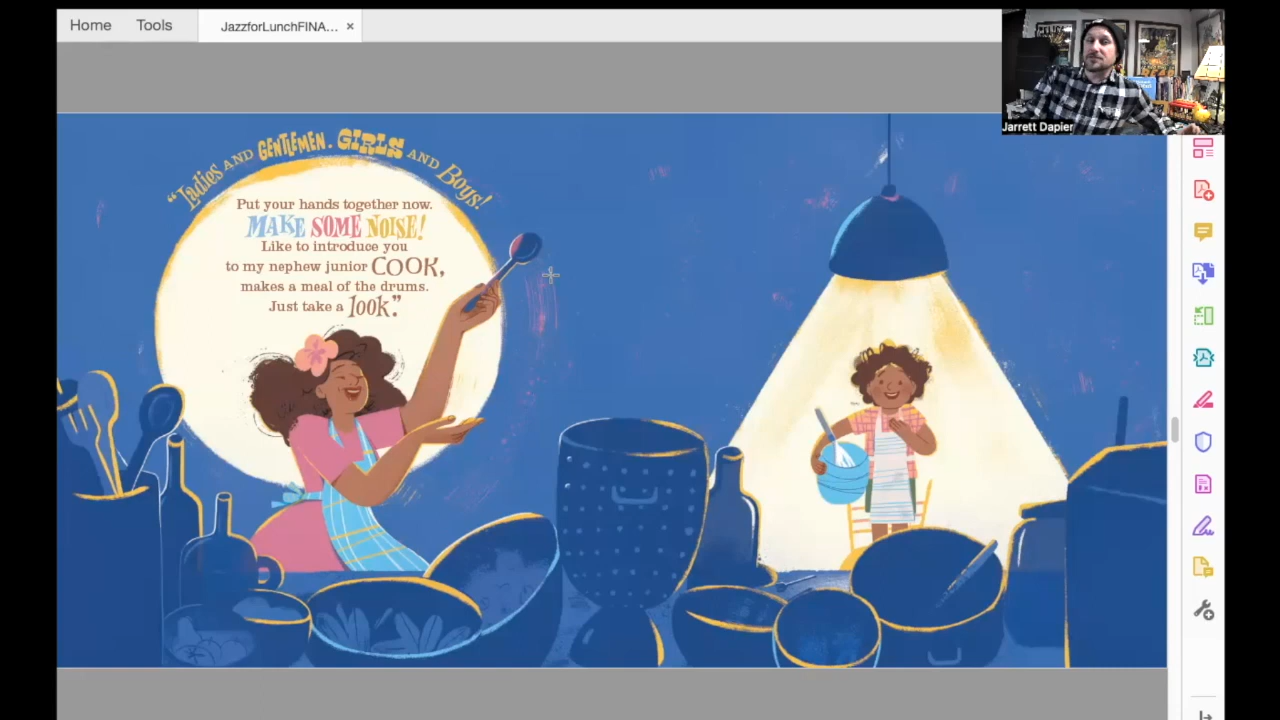 Home Tools JazzforLunchFINA... ×
Jarrett Dapier
“Ladies AND GENTLEMEN. GIRLS AND Boys!
Put your hands together now.
MAKE SOME NOISE!
Like to introduce you
to my nephew junior COOK,
makes a meal of the drums.
Just take a look.”